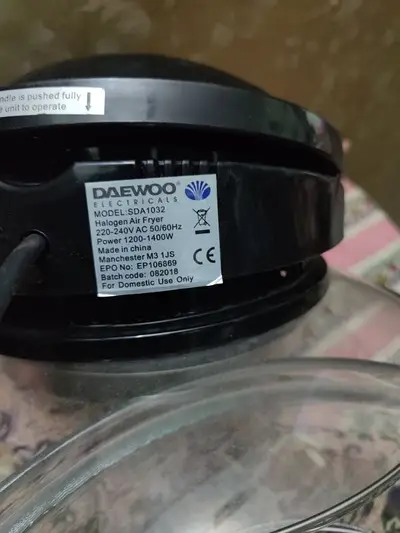 ndle is pushed fully
e unit to operate
DAEWOO
ELECTRICALS
MODEL:SDA1032
Halogen Air Fryer
220-240V AC 50/60Hz
Power 1200-1400W
Made in china
Manchester M3 1JS
EPO No: EP106869
Batch code: 082018
For Domestic Use Only
CE